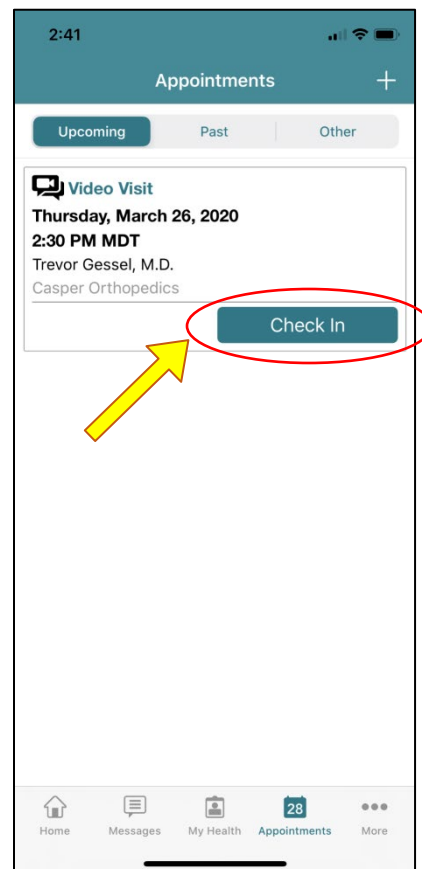 2:41
Appointments +
Upcoming Past Other
Video Visit
Thursday, March 26, 2020
2:30 PM MDT
Trevor Gessel, M.D.
Casper Orthopedics
Check In
28
Home Messages My Health Appointments More